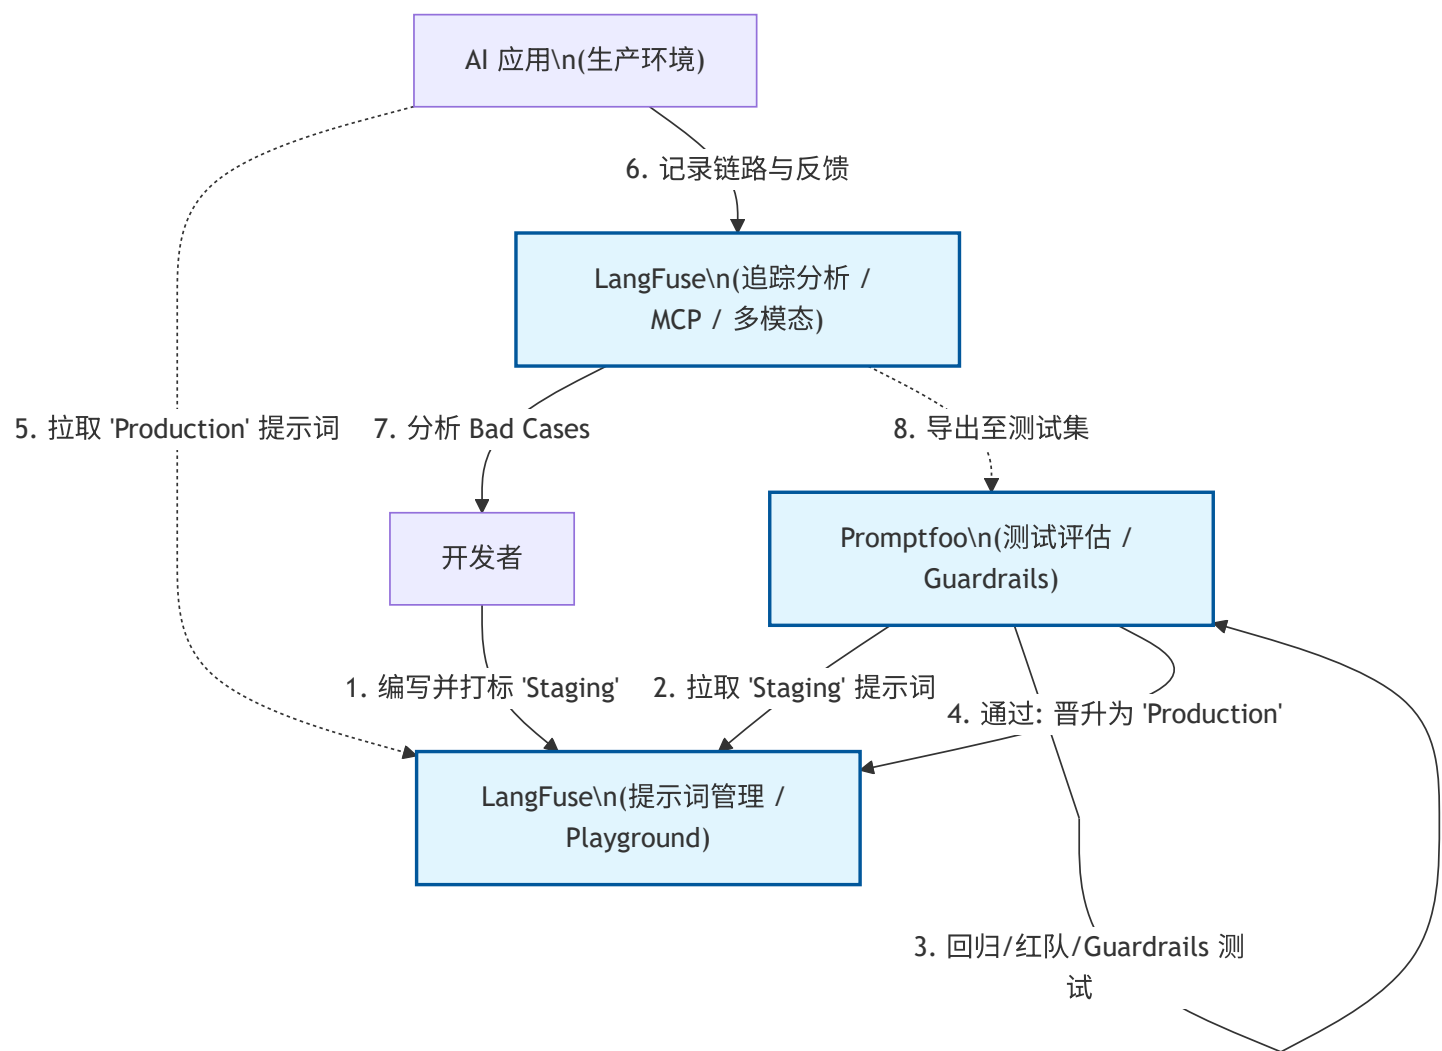 AI 应用\n(生产环境)
6. 记录链路与反馈
LangFuse\n(追踪分析 /
MCP / 多模态)
5. 拉取 'Production' 提示词
7. 分析 Bad Cases
8. 导出至测试集
开发者
Promptfoo\n(测试评估 /
Guardrails)
1. 编写并打标 'Staging'
2. 拉取 'Staging' 提示词
4. 通过: 晋升为 'Production'
LangFuse\n(提示词管理 /
Playground)
3. 回归/红队/Guardrails 测
试